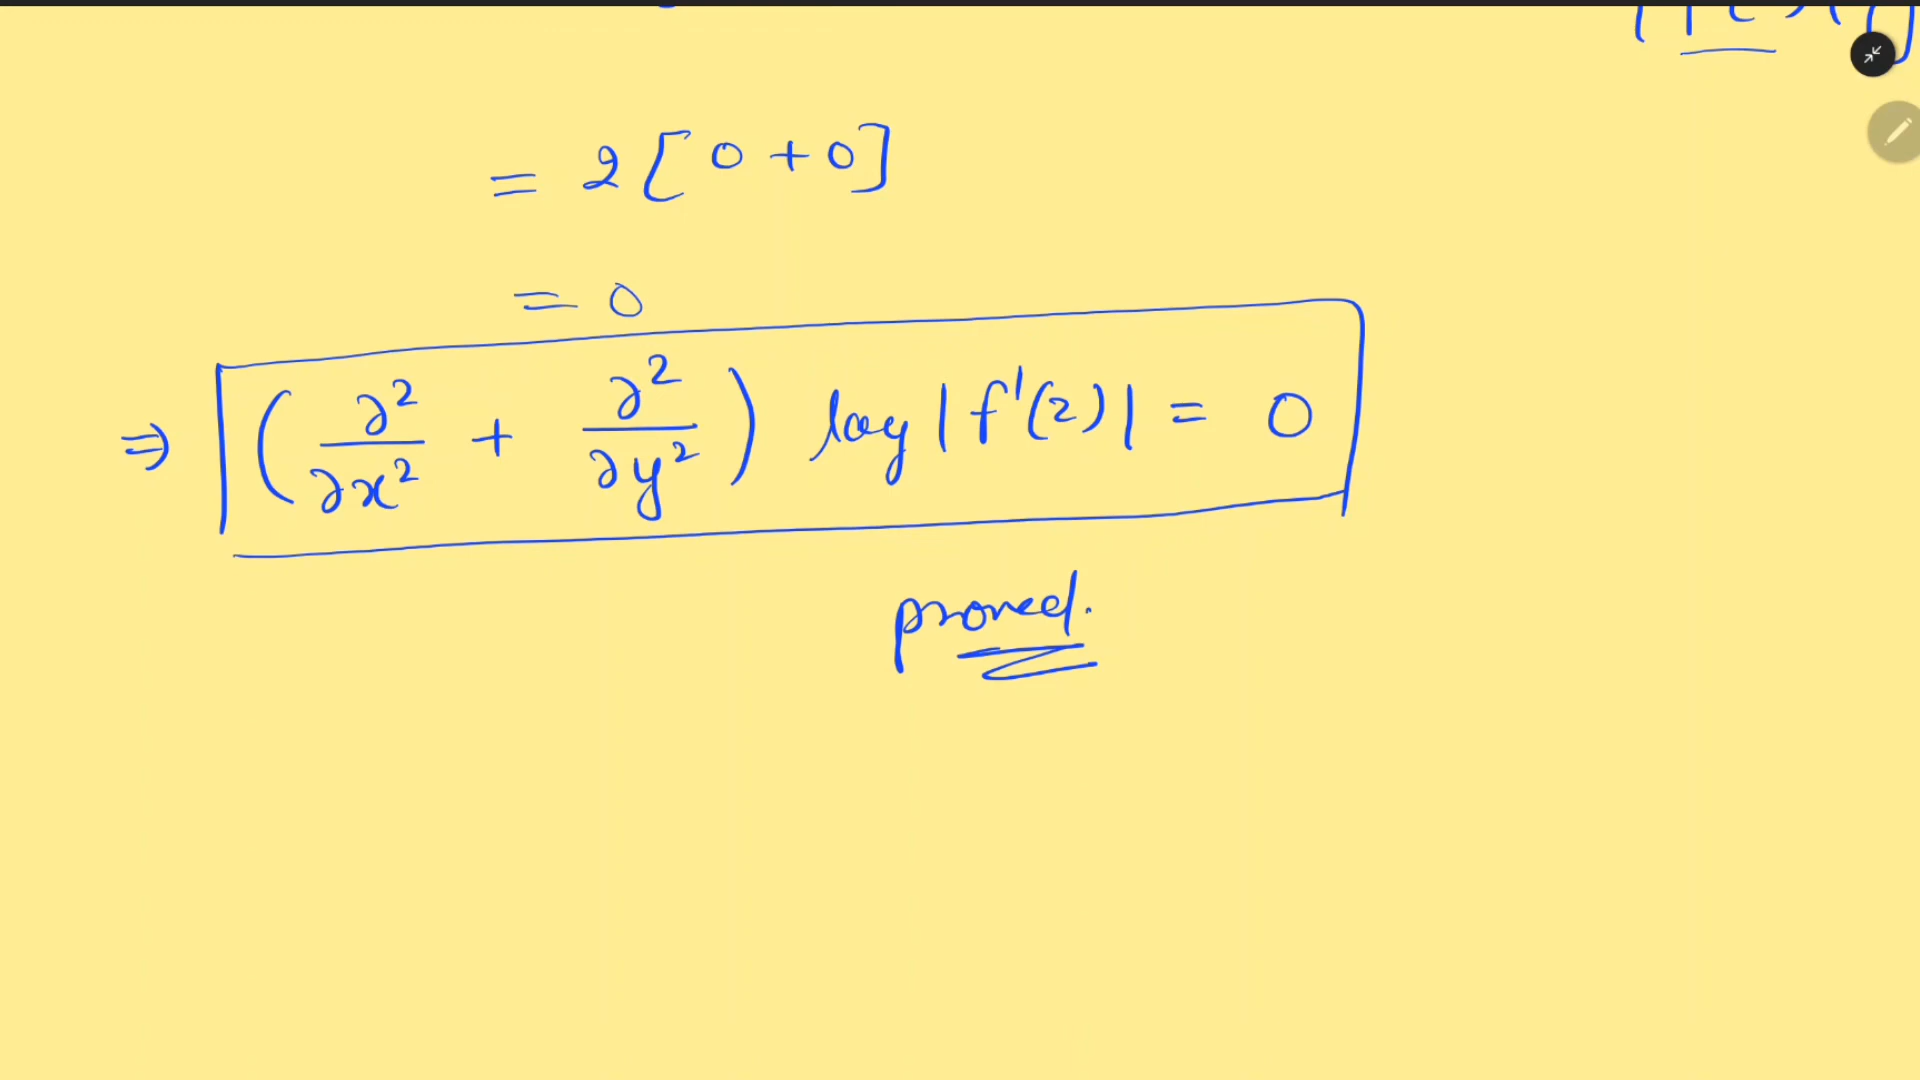 = 2[0+0]
= 0
⇒ (∂²/∂x² + ∂²/∂y²) log|f'(z)| = 0
proved.